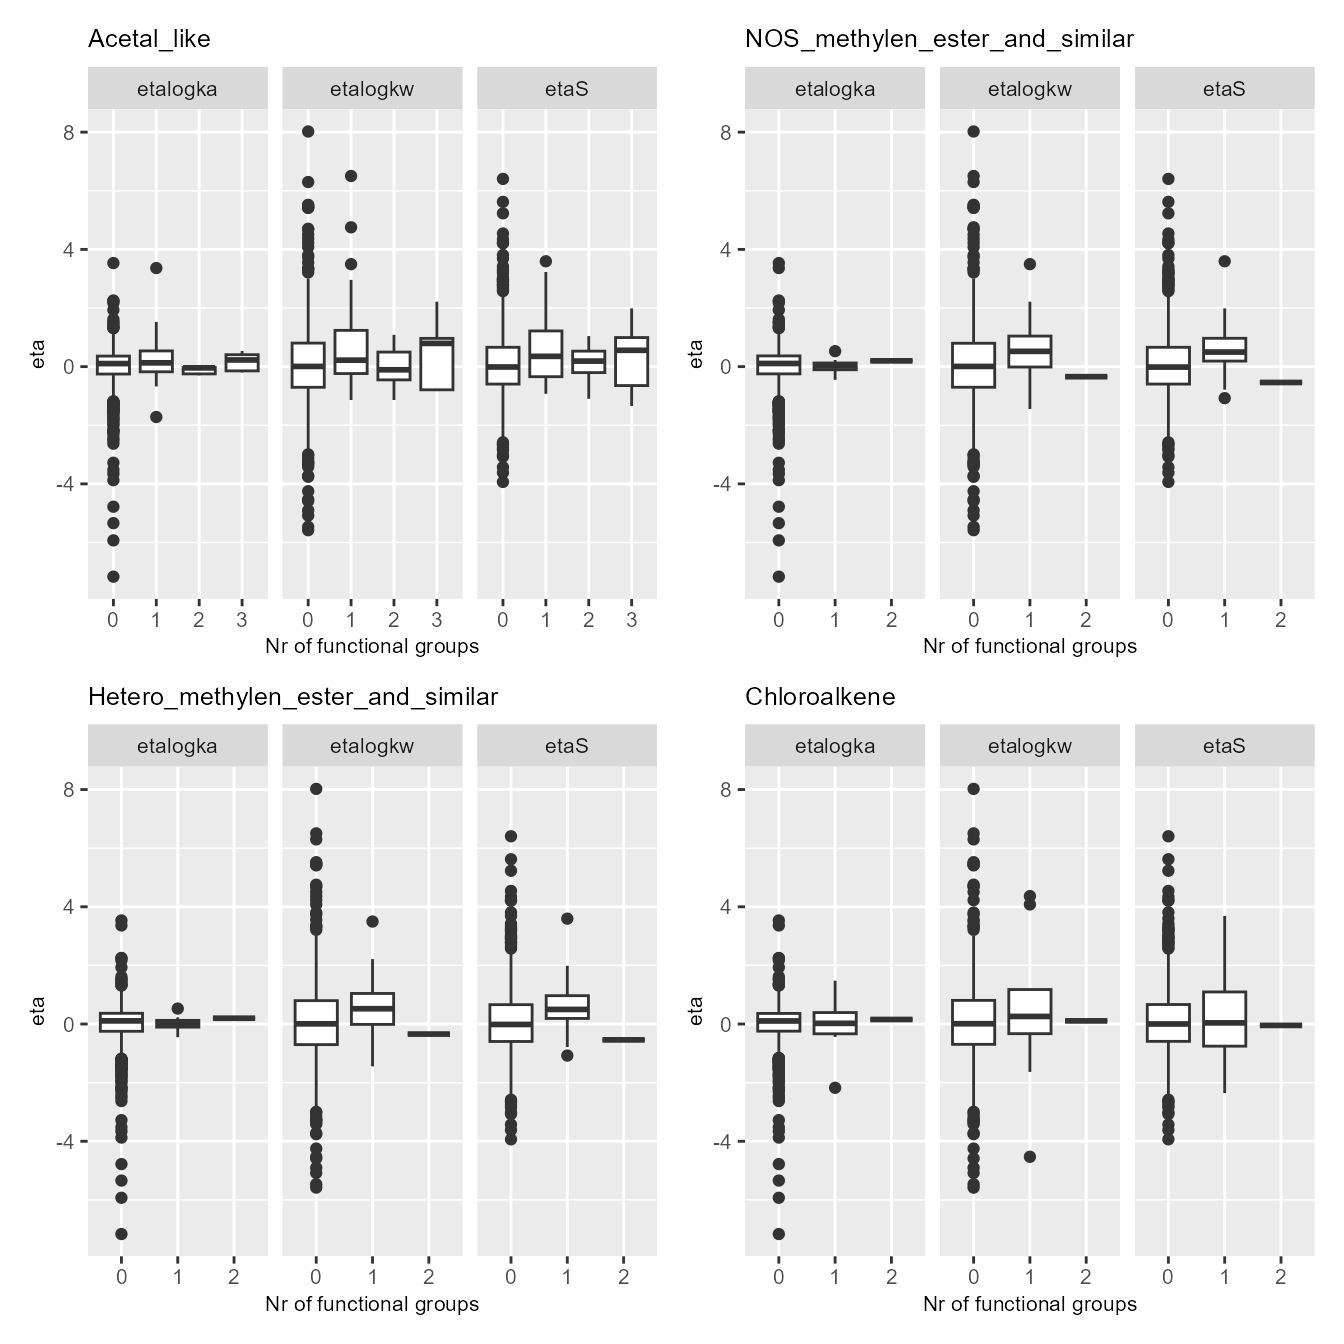 Acetal_like
etalogka etalogkw etaS
8
4
0
-4
eta
0 1 2 3 0 1 2 3 0 1 2 3
Nr of functional groups
NOS_methylen_ester_and_similar
etalogka etalogkw etaS
8
4
0
-4
eta
0 1 2 0 1 2 0 1 2
Nr of functional groups
Hetero_methylen_ester_and_similar
etalogka etalogkw etaS
8
4
0
-4
eta
0 1 2 0 1 2 0 1 2
Nr of functional groups
Chloroalkene
etalogka etalogkw etaS
8
4
0
-4
eta
0 1 2 0 1 2 0 1 2
Nr of functional groups